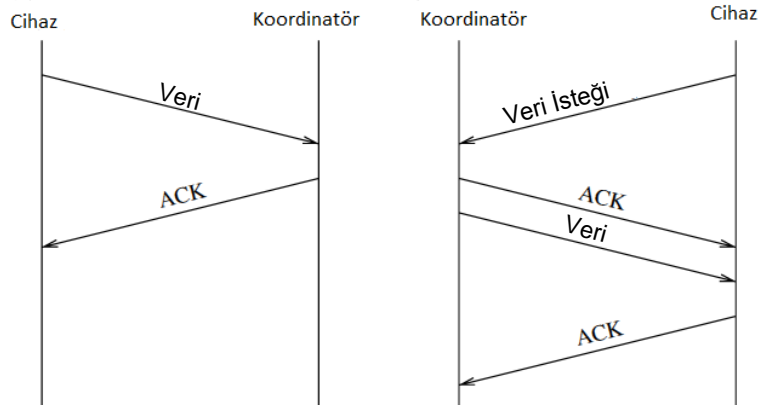 Cihaz
Koordinatör
Veri
ACK
Koordinatör
Cihaz
Veri İsteği
ACK
Veri
ACK